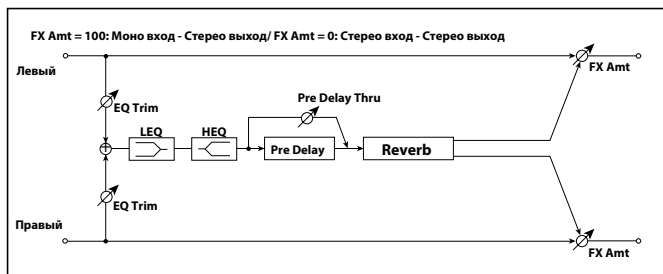 FX Amt = 100: Моно вход - Стерео выход/ FX Amt = 0: Стерео вход - Стерео выход
Левый
FX Amt
EQ Trim
Pre Delay Thru
LEQ
HEQ
Pre Delay
Reverb
EQ Trim
Правый
FX Amt